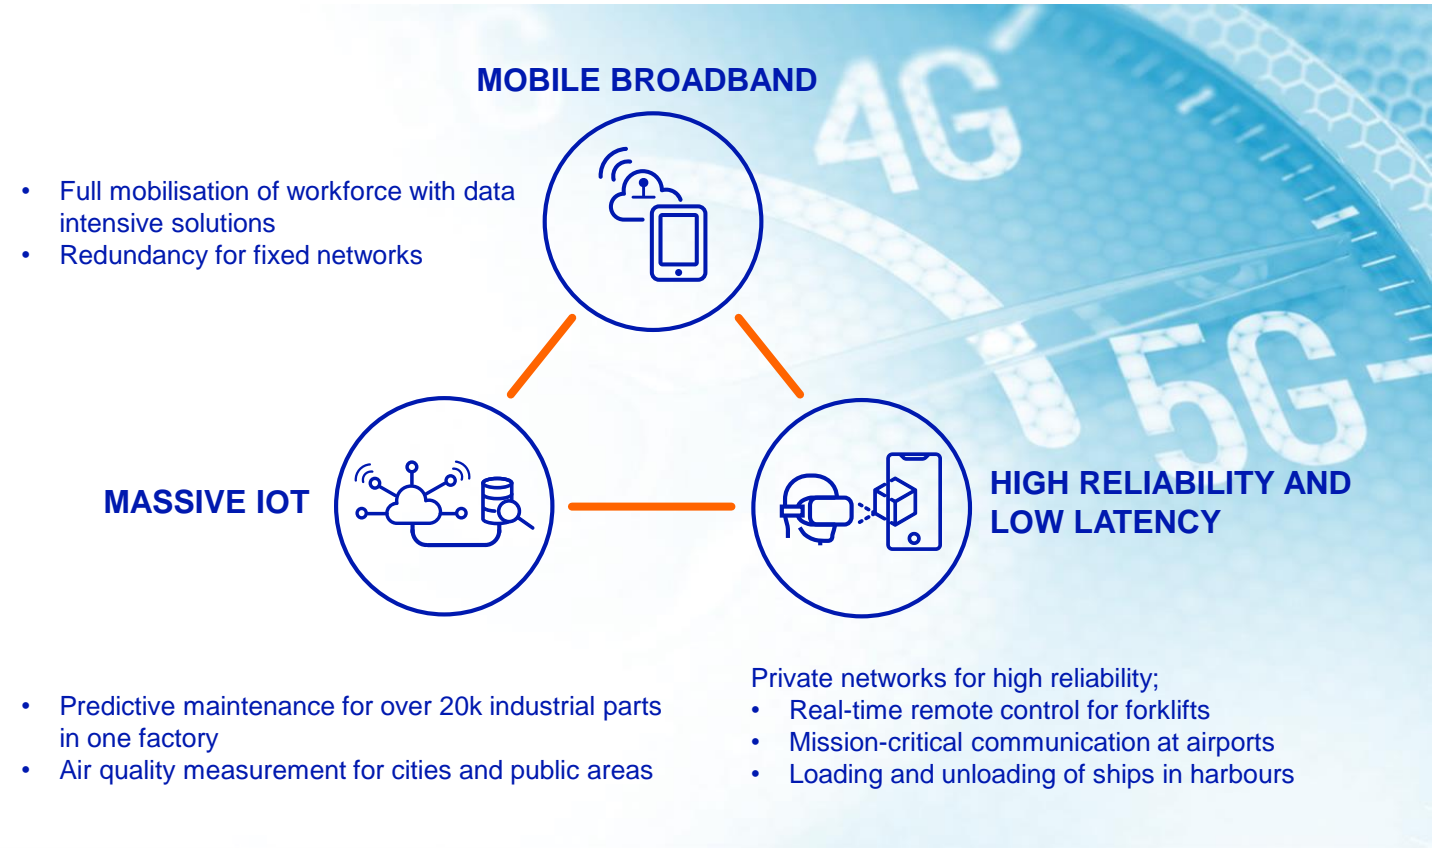 MOBILE BROADBAND
4G
• Full mobilisation of workforce with data
intensive solutions
• Redundancy for fixed networks
5G
MASSIVE IOT
HIGH RELIABILITY AND
LOW LATENCY
• Predictive maintenance for over 20k industrial parts
in one factory
• Air quality measurement for cities and public areas
Private networks for high reliability;
• Real-time remote control for forklifts
• Mission-critical communication at airports
• Loading and unloading of ships in harbours